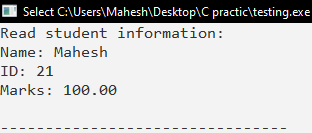 Select C:\Users\Mahesh\Desktop\C practic\testing.exe
Read student information:
Name: Mahesh
ID: 21
Marks: 100.00
--------------------------------